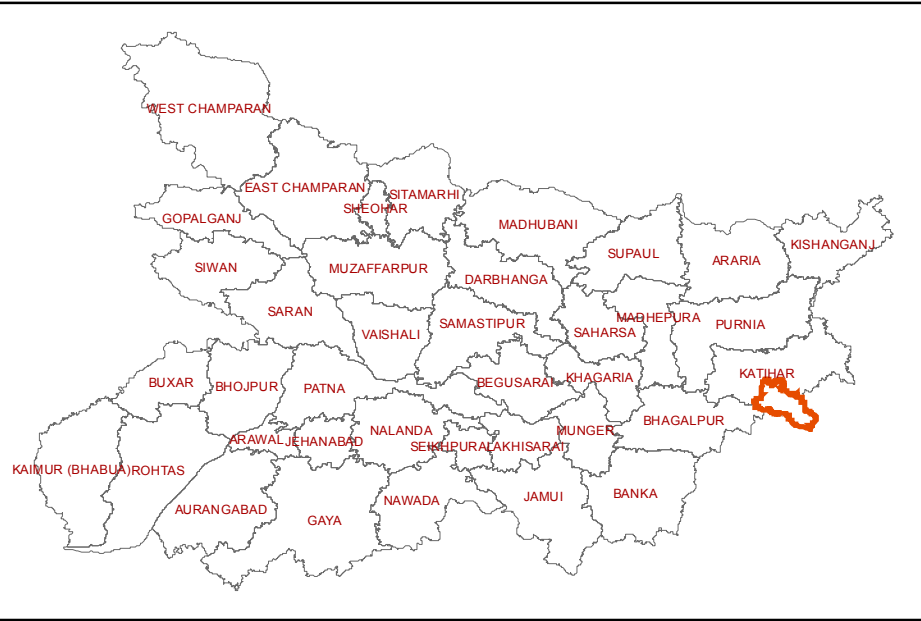 WEST CHAMPARAN
EAST CHAMPARAN
SITAMARHI
SHEOHAR
GOPALGANJ
MADHUBANI
KISHANGANJ
SUPAUL
ARARIA
SIWAN
MUZAFFARPUR
DARBHANGA
SARAN
MADHEPURA
SAMASTIPUR
PURNIA
VAISHALI
SAHARSA
KATIHAR
BUXAR
BHOJPUR
PATNA
BEGUSARAI
KHAGARIA
BHAGALPUR
ARAWAL
JEHANABAD
NALANDA
SEIKHPURA
LAKHISARAI
MUNGER
KAIMUR (BHABUA)
ROHTAS
AURANGABAD
GAYA
NAWADA
JAMUI
BANKA